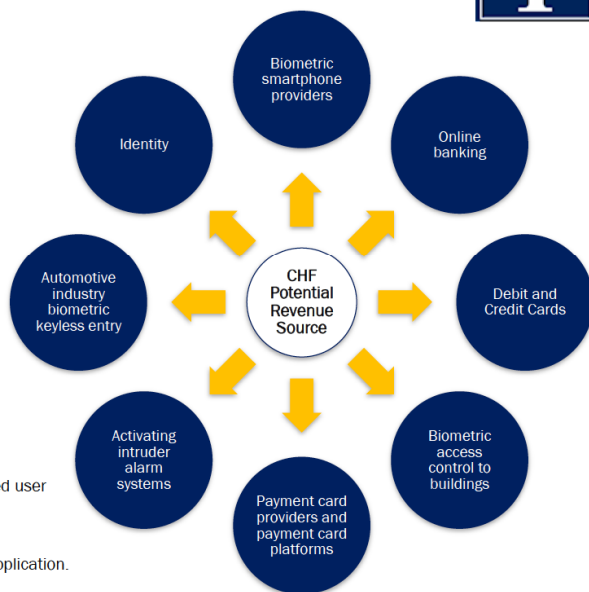 Biometric
smartphone
providers
Identity
Online
banking
Automotive
industry
biometric
keyless entry
CHF
Potential
Revenue
Source
Debit and
Credit Cards
Activating
intruder
alarm
systems
Biometric
access
control to
buildings
Payment card
providers and
payment card
platforms
user